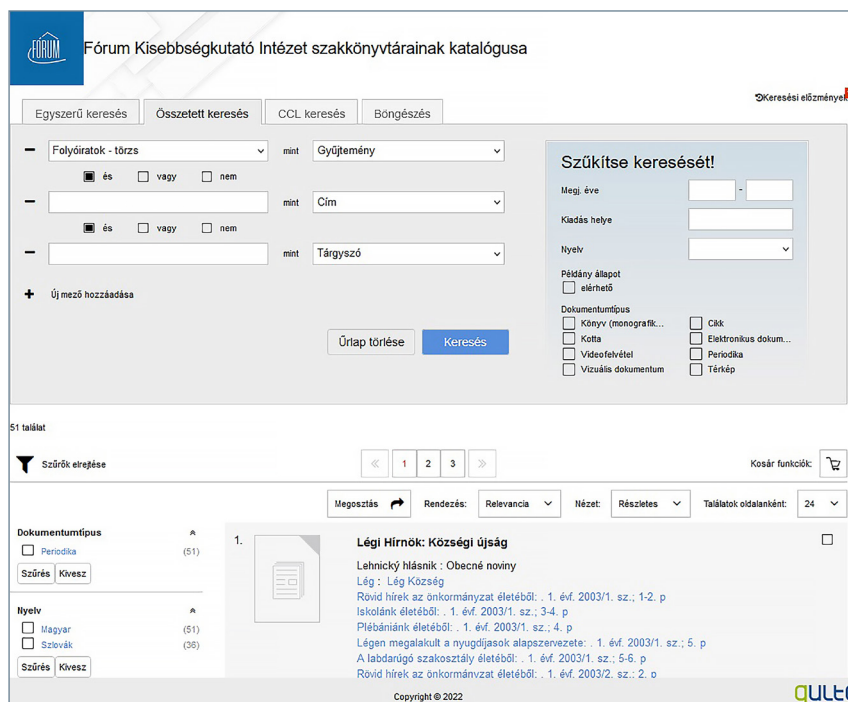 FÓRUM
Fórum Kisebbségkutató Intézet szakkönyvtárainak katalógusa
Keresési előzmények
Egyszerű keresés Összetett keresés CCL keresés Böngészés
Folyóiratok - törzs mint Gyűjtemény
és vagy nem
mint Cím
és vagy nem
mint Tárgyszó
Új mező hozzáadása
Űrlap törlése Keresés
Szűkítse keresését!
Megj. éve -
Kiadás helye
Nyelv
Példány állapot
elérhető
Dokumentumtípus
Könyv (monografik... Cikk
Kotta Elektronikus dokum...
Videofelvétel Periodika
Vizuális dokumentum Térkép
51 találat
Szűrők elrejtése « 1 2 3 » Kosár funkciók:
Megosztás Rendezés: Relevancia Nézet: Részletes Találatok oldalanként: 24
Dokumentumtípus
Periodika (51)
Szűrés Kivesz
Nyelv
Magyar (51)
Szlovák (36)
Szűrés Kivesz
1. Légi Hírnök: Községi újság
Lehnický hlásnik : Obecné noviny
Lég : Lég Község
Rövid hírek az önkormányzat életéből: . 1. évf. 2003/1. sz.; 1-2. p
Iskolánk életéből: . 1. évf. 2003/1. sz.; 3-4. p
Plébániánk életéből: . 1. évf. 2003/1. sz.; 4. p
Légen megalakult a nyugdíjasok alapszervezete: . 1. évf. 2003/1. sz.; 5. p
A labdarúgó szakosztály életéből: . 1. évf. 2003/1. sz.; 5-6. p
Rövid hírek az önkormányzat életéből: . 1. évf. 2003/2. sz.; 2. p
Copyright © 2022